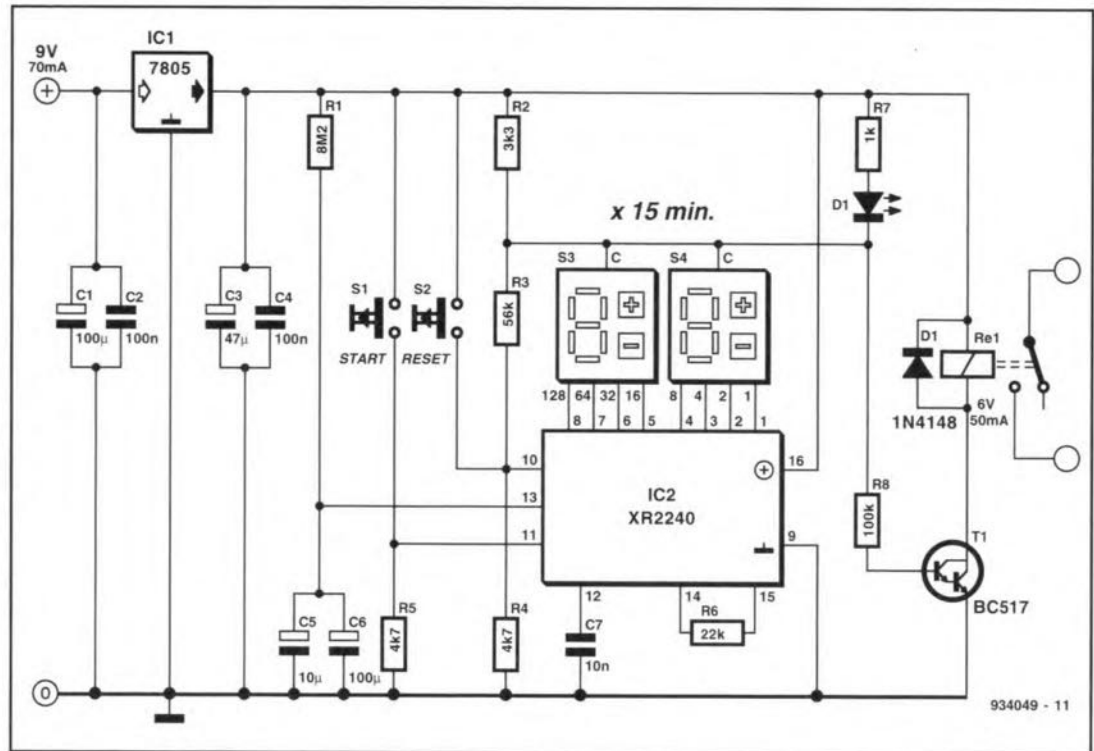 IC1
9V
70mA
+
7805
R1
8M2
R2
3k3
R7
1k
D1
x 15 min.
S3
C
S4
C
C1
100µ
C2
100n
C3
47µ
C4
100n
S1
START
S2
RESET
R3
56k
+
-
+
-
128 64 32 16
8 4 2 1
8 7 6 5
4 3 2 1
D1
1N4148
Re1
6V
50mA
10
13
11
IC2
XR2240
+
16
9
R8
100k
T1
BC517
12
14
15
R6
22k
C5
10µ
C6
100µ
R5
4k7
R4
4k7
C7
10n
0
934049 - 11